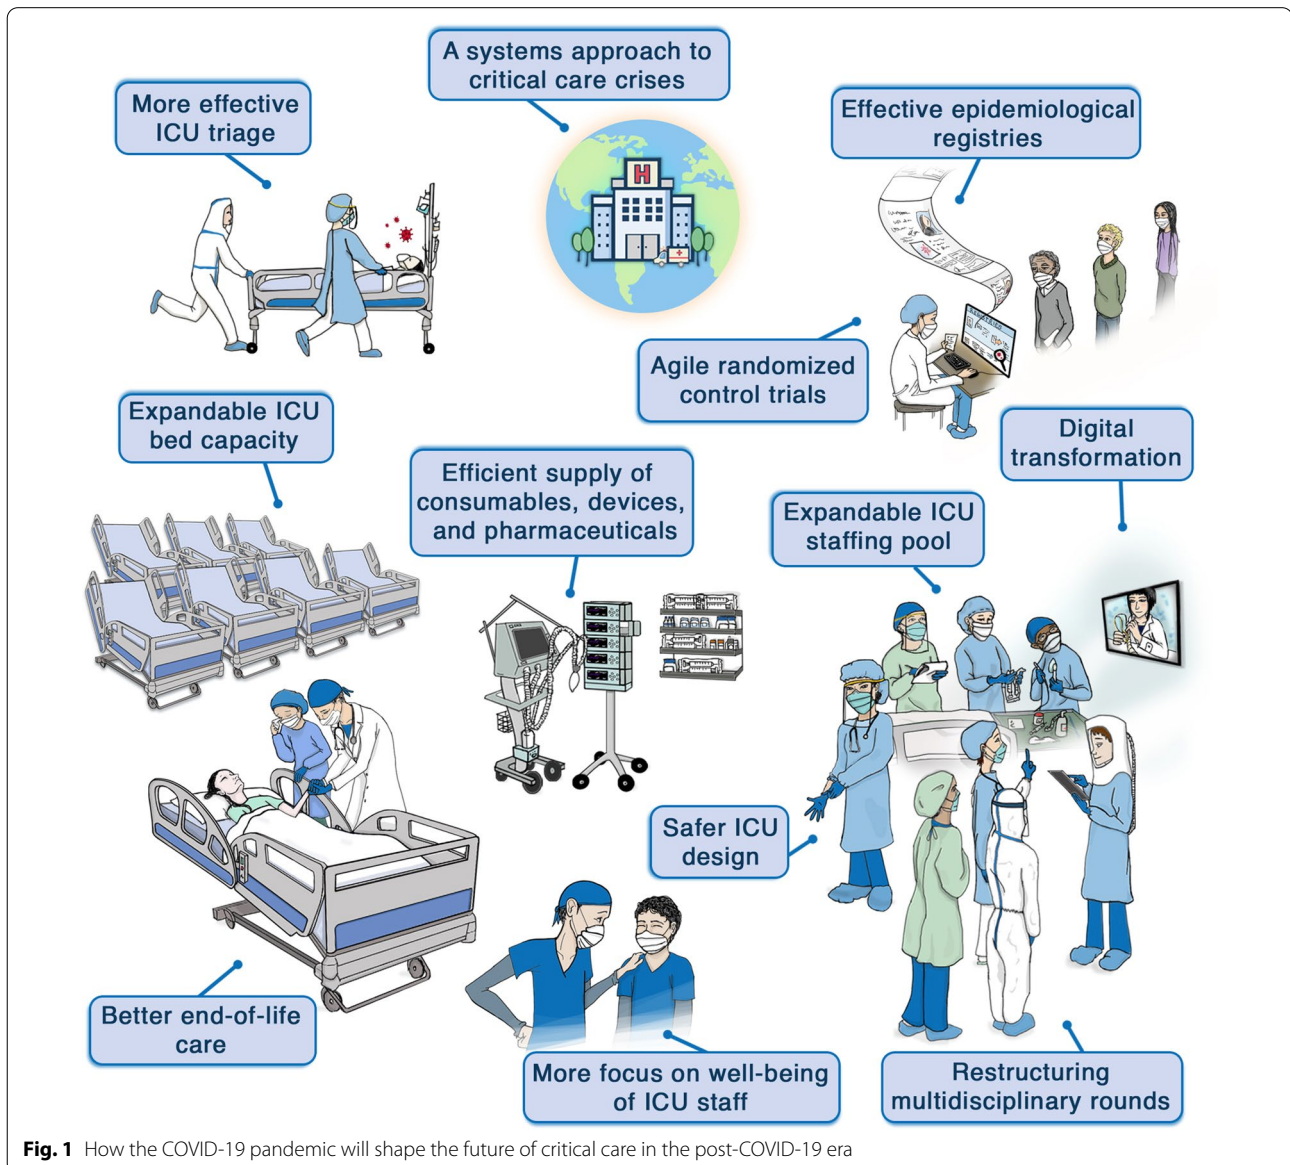 A systems approach to
critical care crises
More effective
ICU triage
Effective epidemiological
registries
H
Agile randomized
control trials
Expandable ICU
bed capacity
Digital
transformation
Efficient supply of
consumables, devices,
and pharmaceuticals
Expandable ICU
staffing pool
Safer ICU
design
Better end-of-life
care
More focus on well-being
of ICU staff
Restructuring
multidisciplinary rounds
Fig. 1 How the COVID-19 pandemic will shape the future of critical care in the post-COVID-19 era